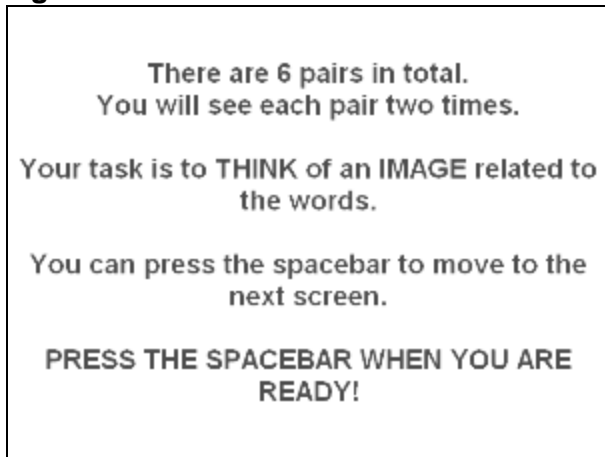 There are 6 pairs in total.
You will see each pair two times.
Your task is to THINK of an IMAGE related to
the words.
You can press the spacebar to move to the
next screen.
PRESS THE SPACEBAR WHEN YOU ARE
READY!